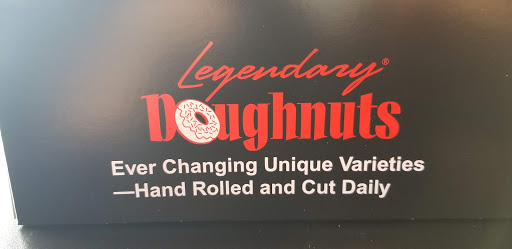 Legendary®
Doughnuts
Ever Changing Unique Varieties
—Hand Rolled and Cut Daily